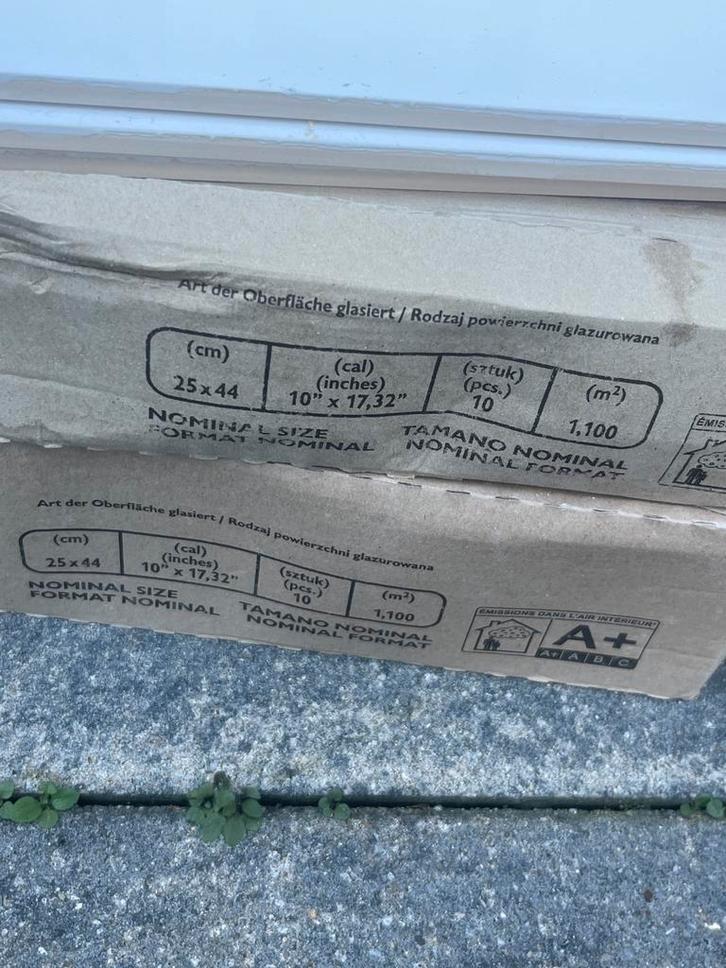 Art der Oberfläche glasiert / Rodzaj powierzchni glazurowana
(cm) (cal) (sztuk) (m²)
(inches) (pcs.)
25 x 44 10" x 17,32" 10 1,100
NOMINAL SIZE TAMANO NOMINAL
FORMAT NOMINAL NOMINAL FORMAT
ÉMIS
Art der Oberfläche glasiert / Rodzaj powierzchni glazurowana
(cm) (cal) (sztuk) (m²)
(inches) (pcs.)
25 x 44 10" x 17,32" 10 1,100
NOMINAL SIZE TAMANO NOMINAL
FORMAT NOMINAL NOMINAL FORMAT
ÉMISSIONS DANS L'AIR INTÉRIEUR*
A+
A+ A B C